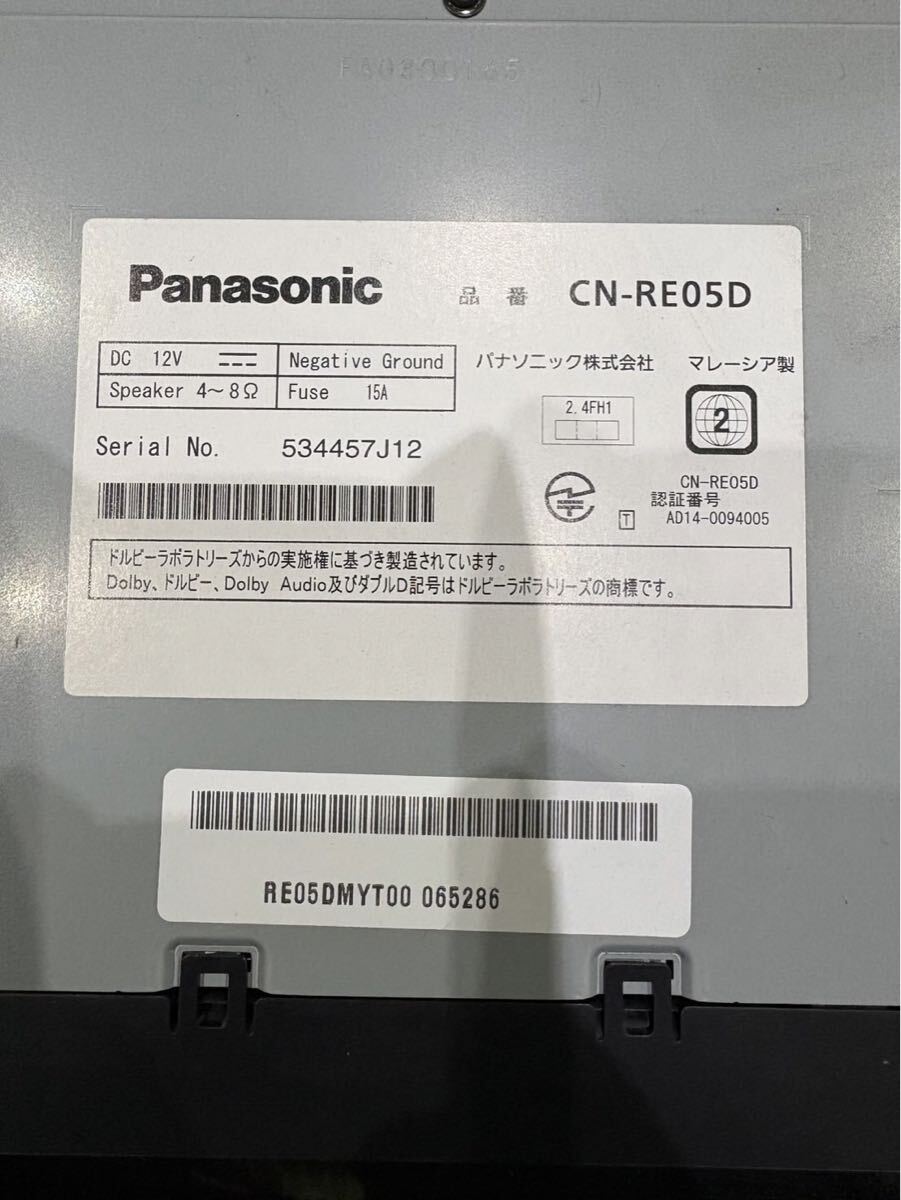 Panasonic 品番 CN-RE05D
DC 12V Negative Ground
Speaker 4～8Ω Fuse 15A
パナソニック株式会社 マレーシア製
2.4FH1
2
Serial No. 534457J12
CN-RE05D
認証番号
T AD14-0094005
ドルビーラボラトリーズからの実施権に基づき製造されています。
Dolby、ドルビー、Dolby Audio及びダブルD記号はドルビーラボラトリーズの商標です。
RE05DMYT00 065286